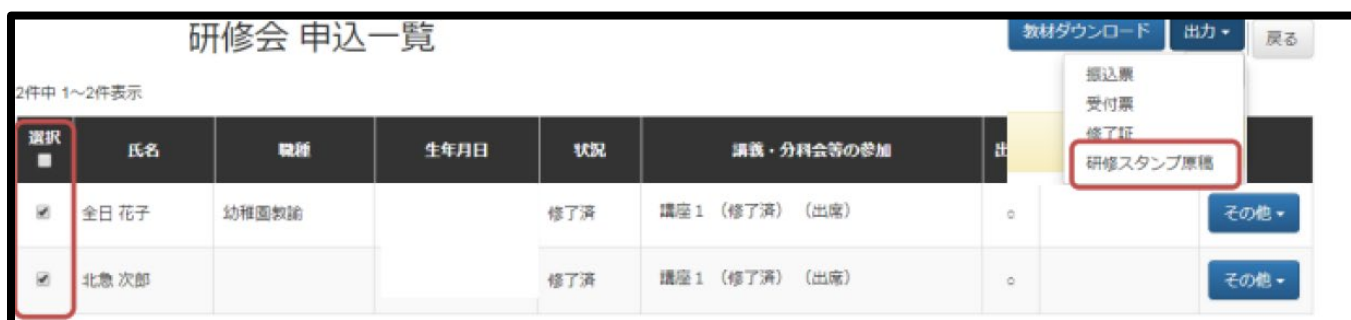 研修会 申込一覧
教材ダウンロード
出力
戻る
振込票
受付票
修了証
研修スタンプ原稿
2件中 1～2件表示
選択
氏名
職種
生年月日
状況
講義・分科会等の参加
出
全日 花子
幼稚園教諭
修了済
講座1 （修了済） （出席）
○
その他
北急 次郎
修了済
講座1 （修了済） （出席）
○
その他